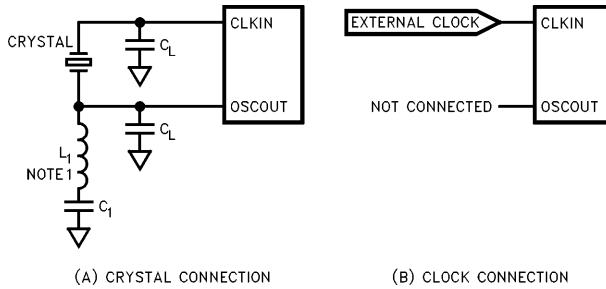 CLKIN
CRYSTAL
C_L
OSCOUT
C_L
L_1
NOTE 1
C_1
(A) CRYSTAL CONNECTION
EXTERNAL CLOCK
CLKIN
NOT CONNECTED
OSCOUT
(B) CLOCK CONNECTION